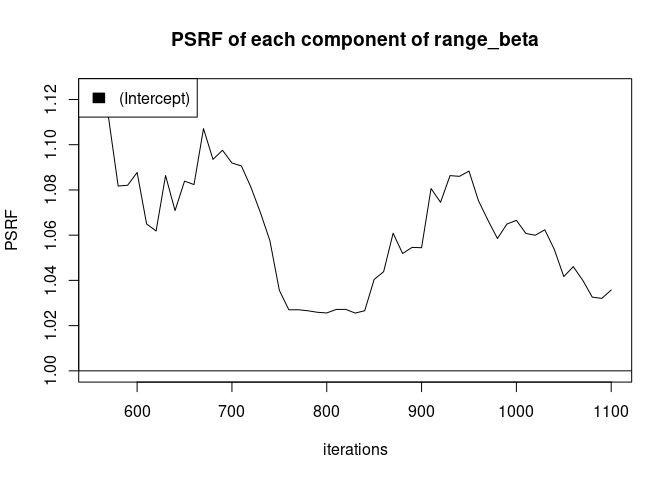 PSRF of each component of range_beta
(Intercept)
PSRF
1.12
1.10
1.08
1.06
1.04
1.02
1.00
600 700 800 900 1000 1100
iterations